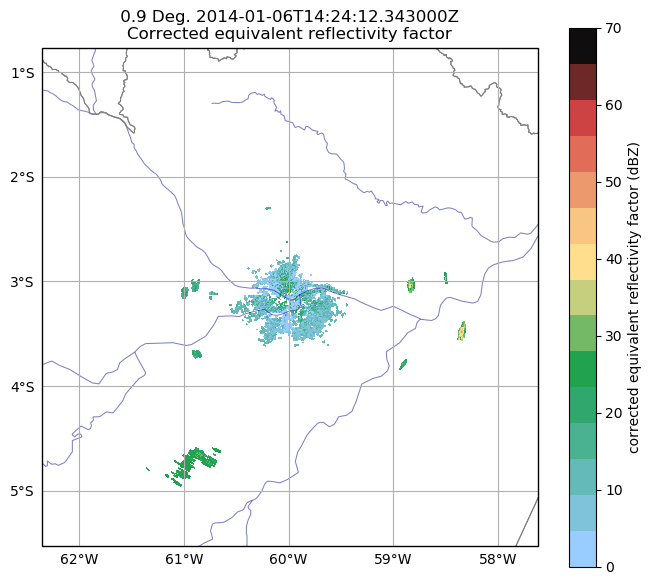 0.9 Deg. 2014-01-06T14:24:12.343000Z
Corrected equivalent reflectivity factor
1°S
2°S
3°S
4°S
5°S
62°W 61°W 60°W 59°W 58°W
70
60
50
40
30
20
10
0
corrected equivalent reflectivity factor (dBZ)